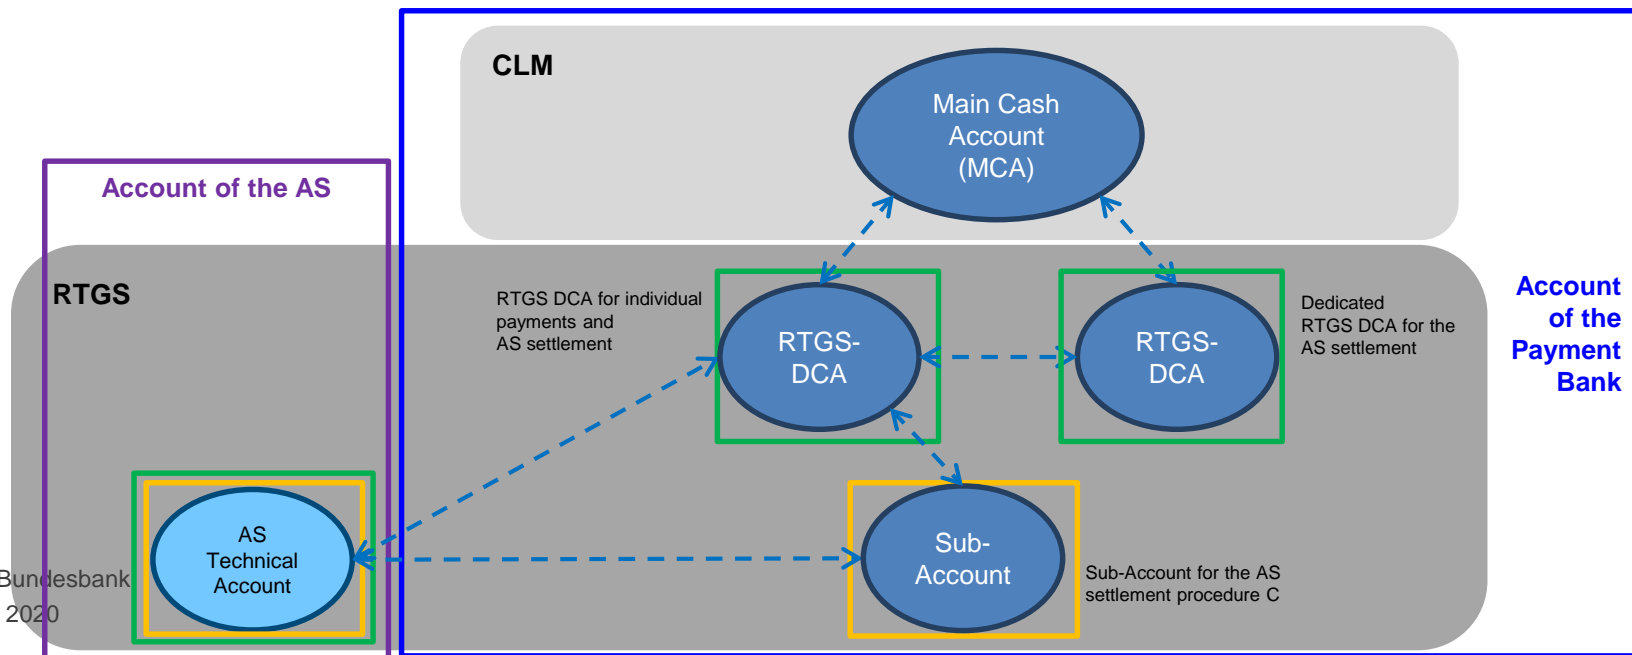 CLM
Main Cash
Account
(MCA)
Account of the AS
RTGS
RTGS DCA for individual
payments and
AS settlement
RTGS-
DCA
RTGS-
DCA
Dedicated
RTGS DCA for the
AS settlement
Account
of the
Payment
Bank
AS
Technical
Account
Sub-
Account
Sub-Account for the AS
settlement procedure C
Bundesbank
2020